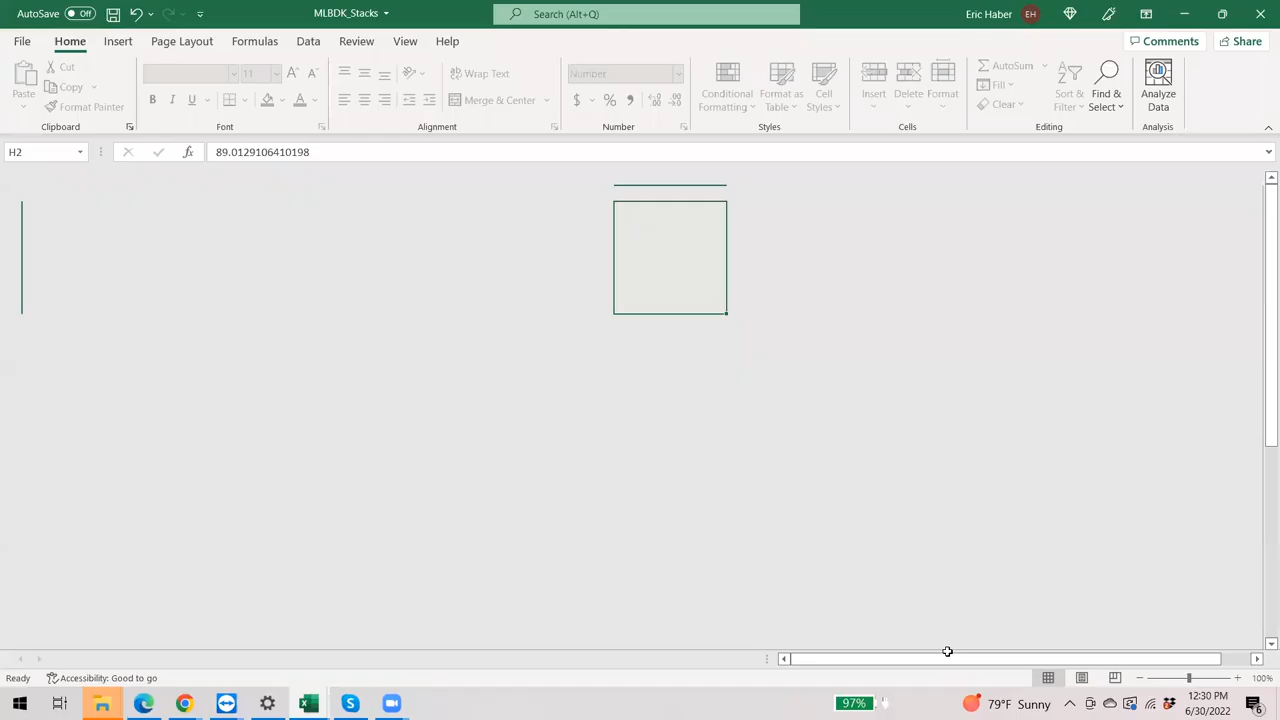 AutoSave Off MLBDK_Stacks Search (Alt+Q) Eric Haber EH
File Home Insert Page Layout Formulas Data Review View Help Comments Share
Paste Cut Copy Format Painter
Clipboard
11 A A
B I U A
Font
Wrap Text
Merge & Center
Alignment
Number
$ % 9
Number
Conditional Formatting Format as Table Cell Styles
Styles
Insert Delete Format
Cells
AutoSum Fill Clear Sort & Filter Find & Select
Editing
Analyze Data
Analysis
H2 fx 89.0129106410198
Ready Accessibility: Good to go 100%
97% 79°F Sunny 12:30 PM
6/30/2022 6